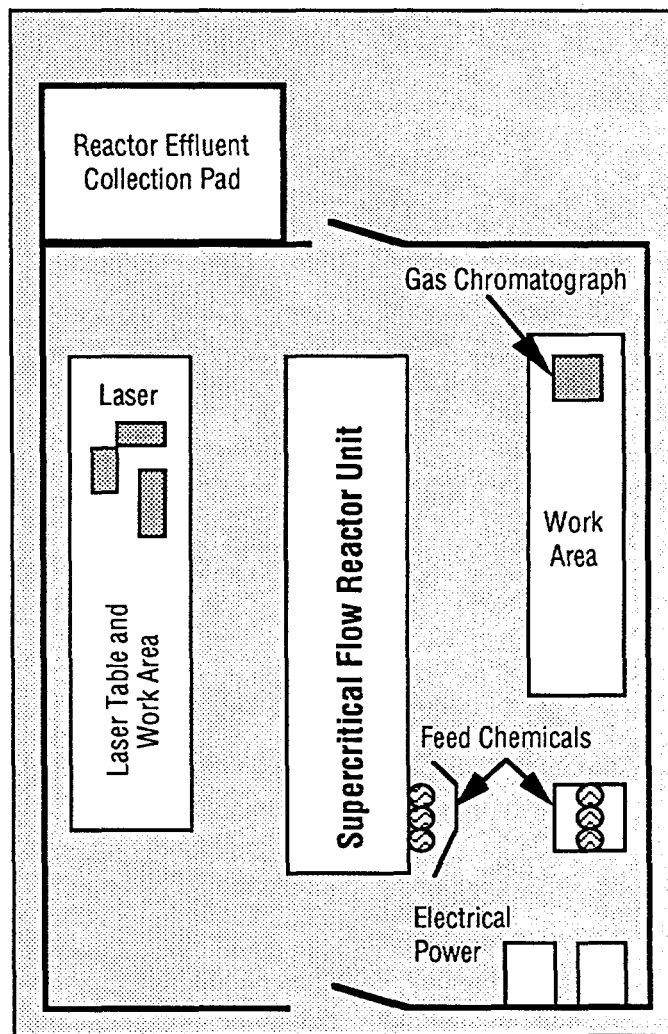 Reactor Effluent
Collection Pad
Gas Chromatograph
Laser
Laser Table and
Work Area
Supercritical Flow Reactor Unit
Work
Area
Feed Chemicals
Electrical
Power